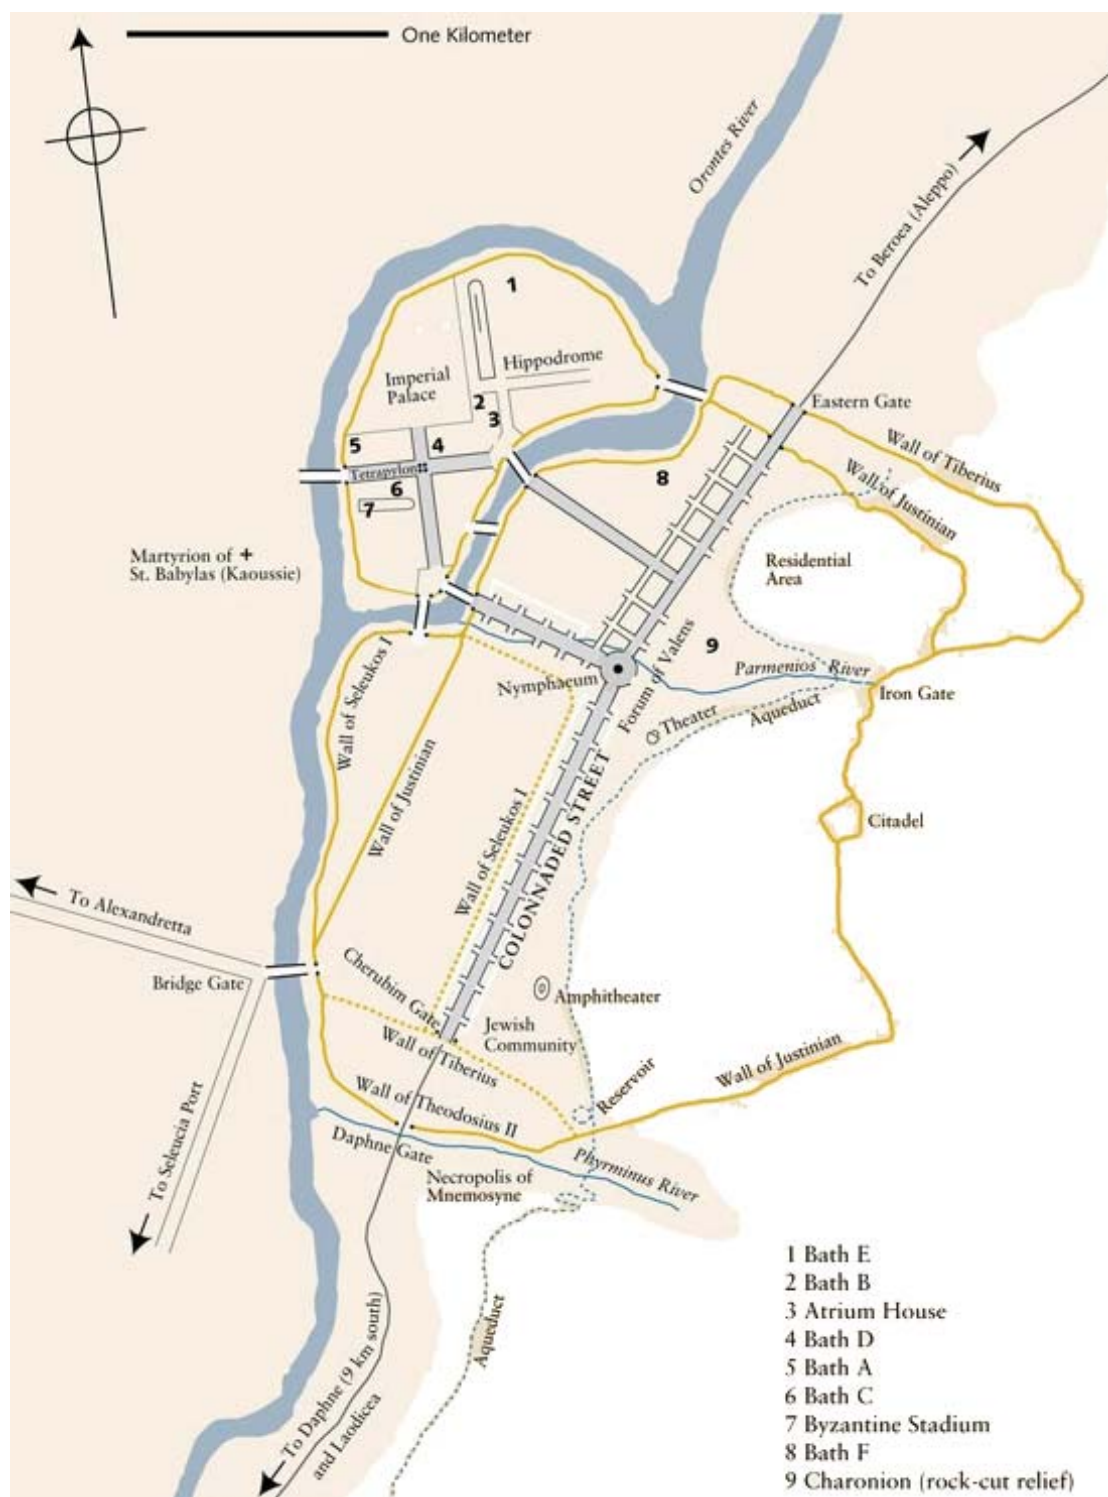 One Kilometer
Orontes River
To Beroea (Aleppo)
1
Hippodrome
Imperial
Palace
2
3
Eastern Gate
5
4
Tetrapylon
Wall of Tiberius
6
8
Wall of Justinian
7
Martyrion of +
St. Babylas (Kaoussie)
Residential
Area
Wall of Seleukos I
Forum of Valens
9
Parmenios River
Nymphaeum
Iron Gate
Theater
Aqueduct
Wall of Justinian
Wall of Seleukos I
COLONNADED STREET
Citadel
To Alexandretta
Bridge Gate
Cherubim Gate
Amphitheater
Jewish
Community
Wall of Tiberius
Wall of Justinian
Reservoir
Wall of Theodosius II
To Seleucia Port
Daphne Gate
Phyrminus River
Necropolis of
Mnemosyne
Aqueduct
To Daphne (9 km south)
and Laodicea
1 Bath E
2 Bath B
3 Atrium House
4 Bath D
5 Bath A
6 Bath C
7 Byzantine Stadium
8 Bath F
9 Charonion (rock-cut relief)